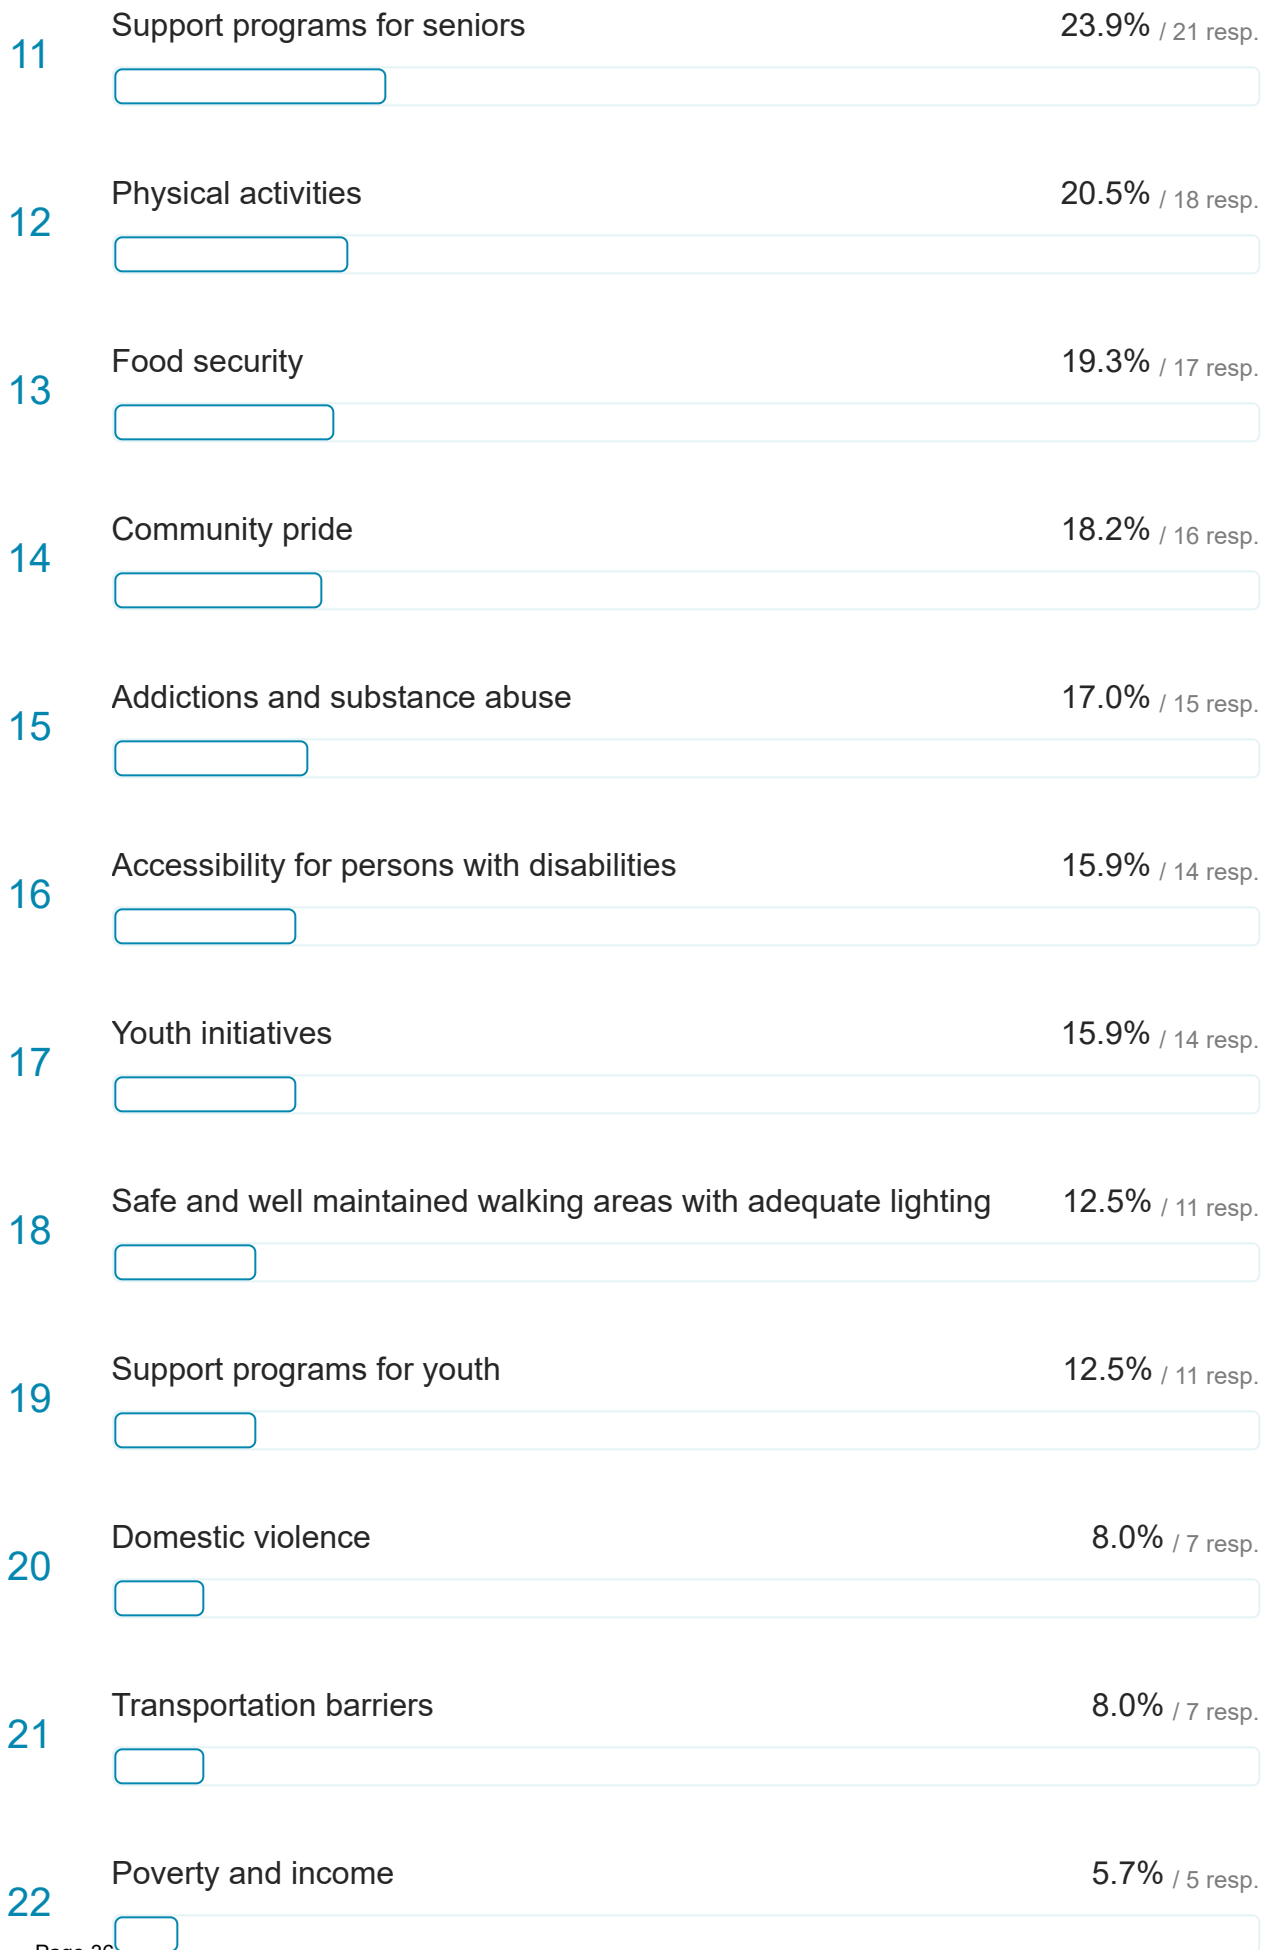 11
Support programs for seniors 23.9% / 21 resp.
12
Physical activities 20.5% / 18 resp.
13
Food security 19.3% / 17 resp.
14
Community pride 18.2% / 16 resp.
15
Addictions and substance abuse 17.0% / 15 resp.
16
Accessibility for persons with disabilities 15.9% / 14 resp.
17
Youth initiatives 15.9% / 14 resp.
18
Safe and well maintained walking areas with adequate lighting 12.5% / 11 resp.
19
Support programs for youth 12.5% / 11 resp.
20
Domestic violence 8.0% / 7 resp.
21
Transportation barriers 8.0% / 7 resp.
22
Poverty and income 5.7% / 5 resp.
Page